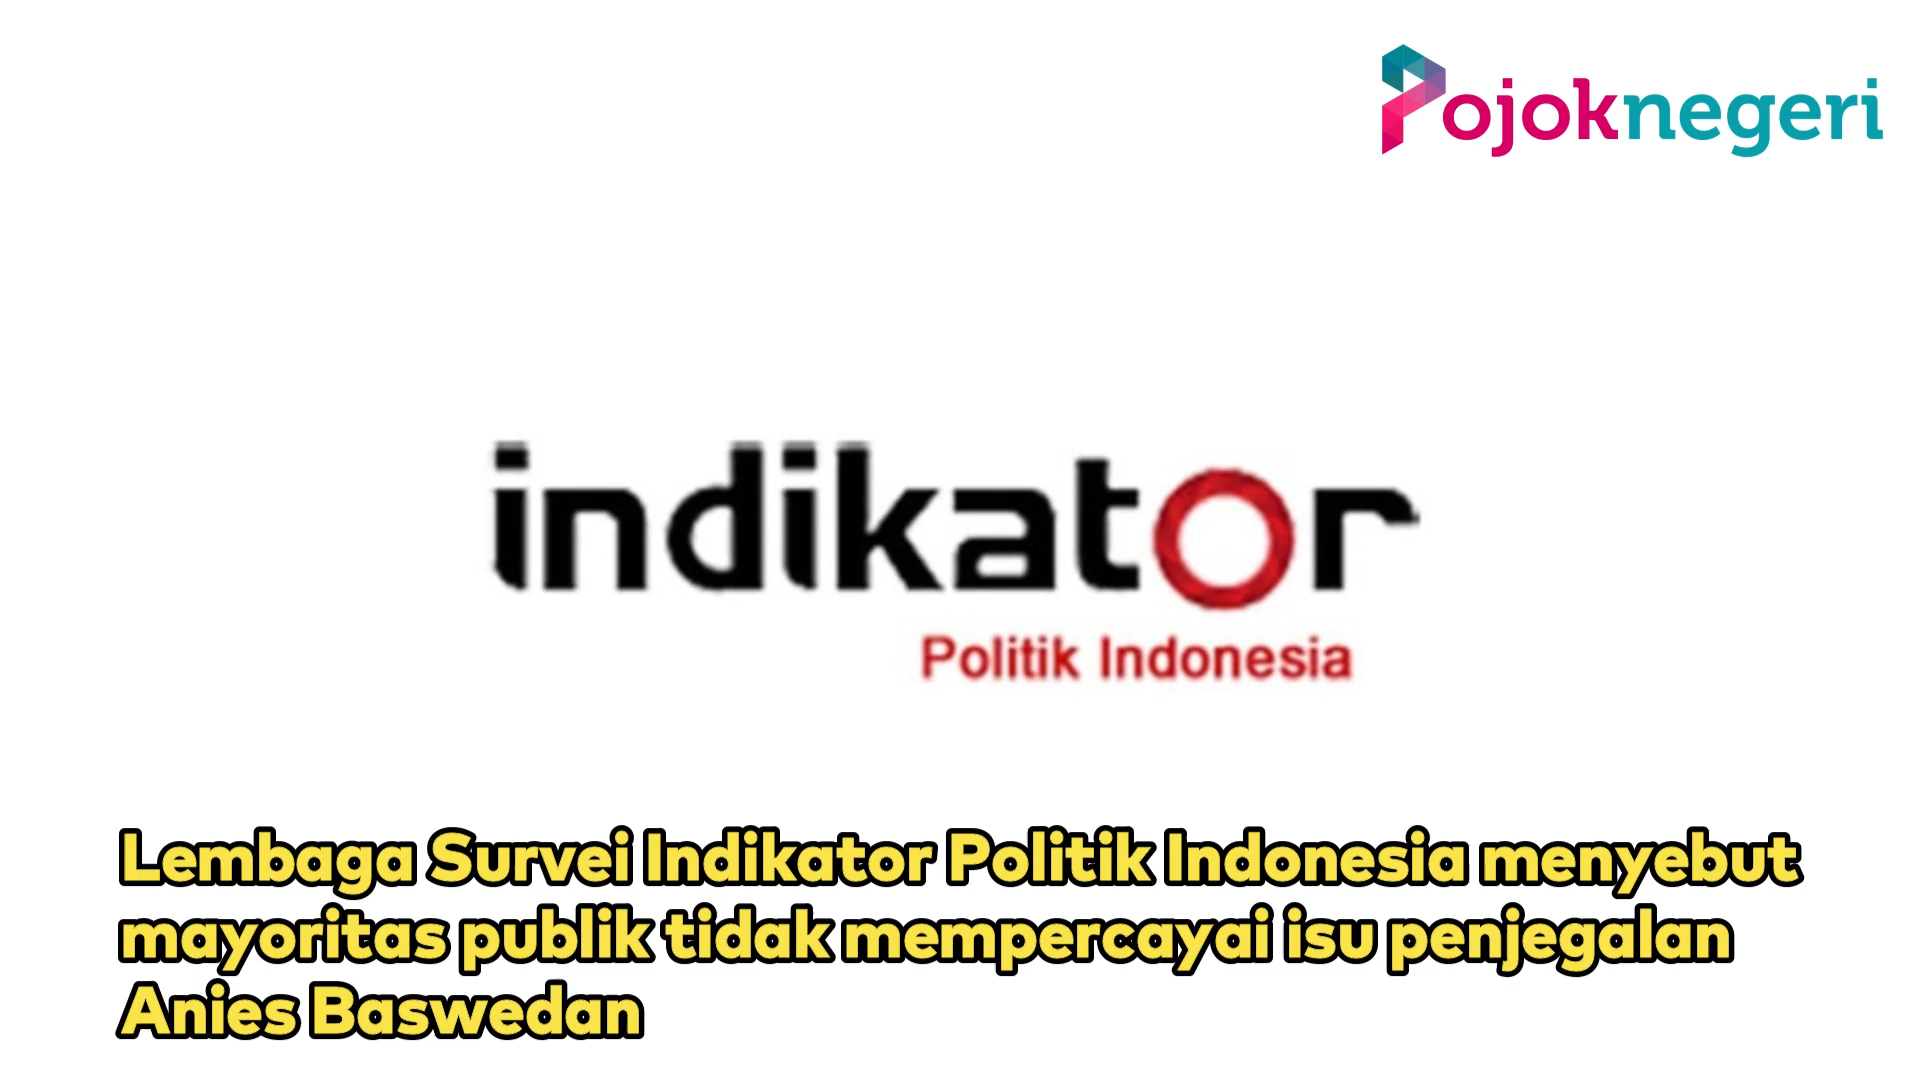 Pojoknegeri
indikator
Politik Indonesia
Lembaga Survei Indikator Politik Indonesia menyebut
mayoritas publik tidak mempercayai isu penjegalan
Anies Baswedan